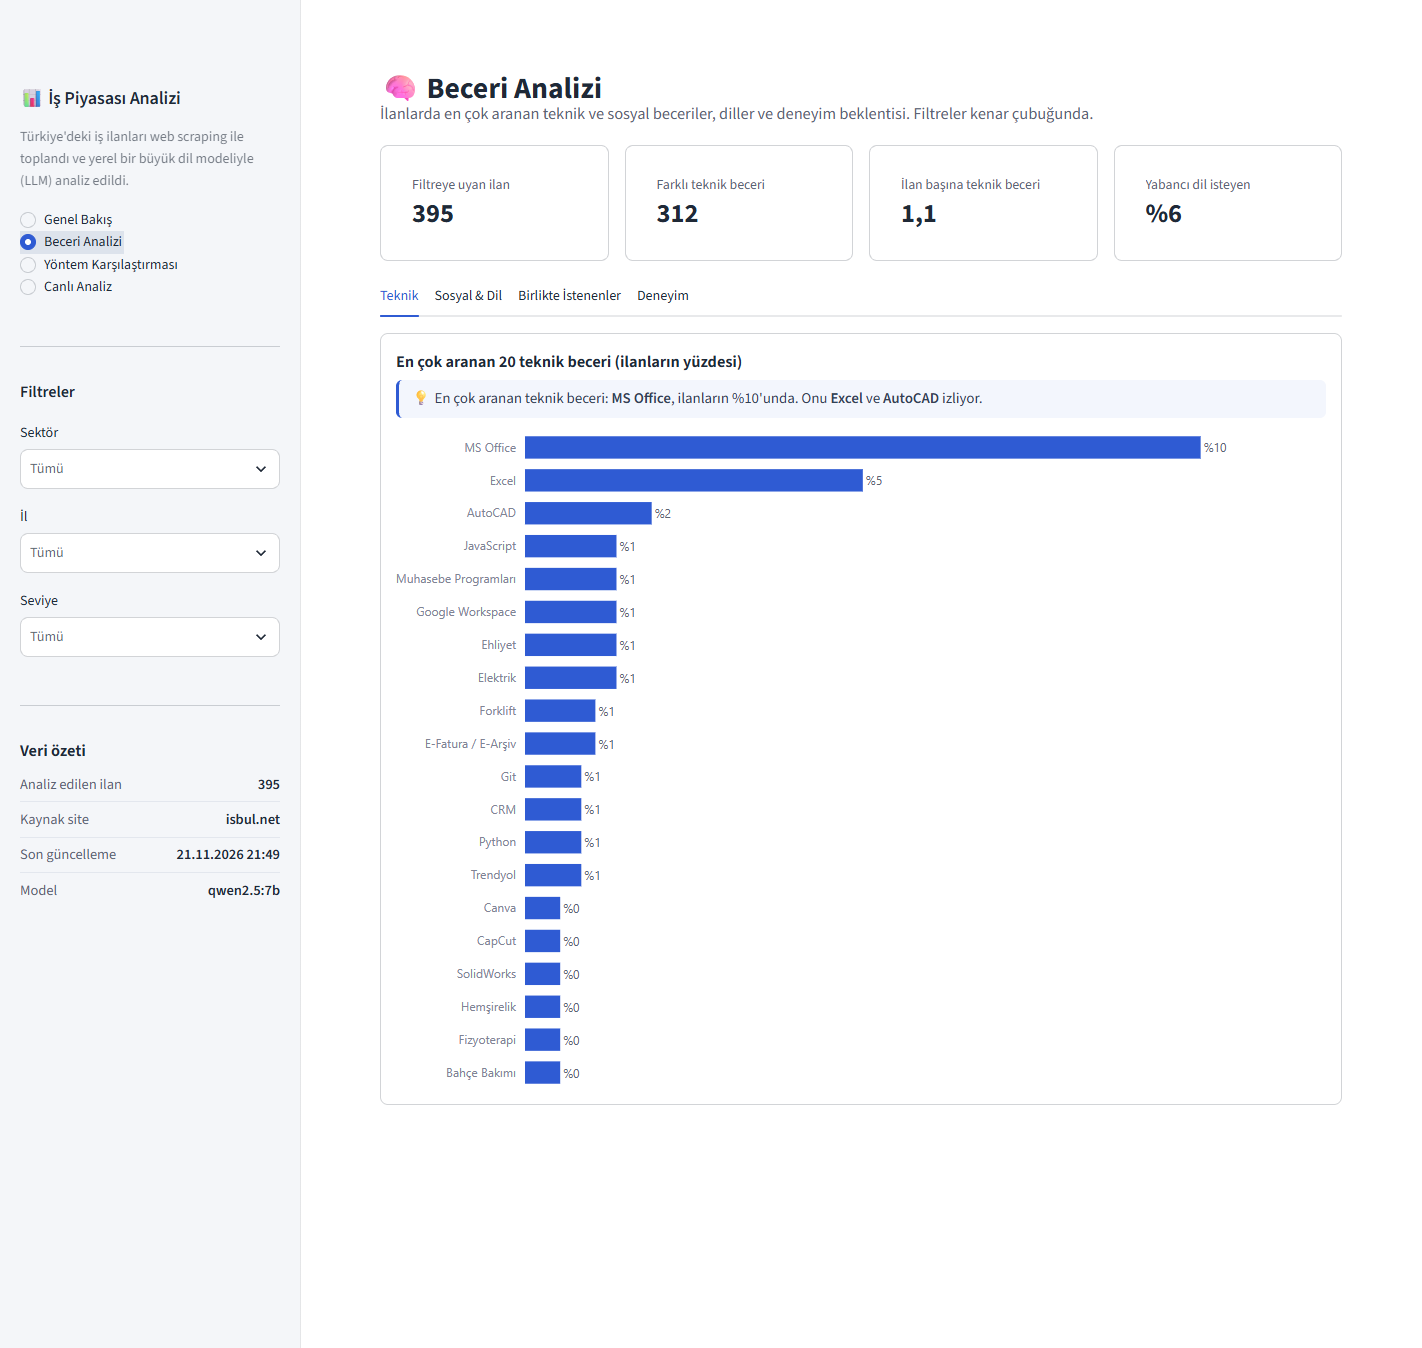 İş Piyasası Analizi
Türkiye'deki iş ilanları web scraping ile
toplandı ve yerel bir büyük dil modeliyle
(LLM) analiz edildi.
Genel Bakış
Beceri Analizi
Yöntem Karşılaştırması
Canlı Analiz
Filtreler
Sektör
Tümü
İl
Tümü
Seviye
Tümü
Veri özeti
Analiz edilen ilan 395
Kaynak site isbul.net
Son güncelleme 21.11.2026 21:49
Model qwen2.5:7b
Beceri Analizi
İlanlarda en çok aranan teknik ve sosyal beceriler, diller ve deneyim beklentisi. Filtreler kenar çubuğunda.
Filtreye uyan ilan
395
Farklı teknik beceri
312
İlan başına teknik beceri
1,1
Yabancı dil isteyen
%6
Teknik Sosyal & Dil Birlikte İstenenler Deneyim
En çok aranan 20 teknik beceri (ilanların yüzdesi)
En çok aranan teknik beceri: MS Office, ilanların %10'unda. Onu Excel ve AutoCAD izliyor.
MS Office %10
Excel %5
AutoCAD %2
JavaScript %1
Muhasebe Programları %1
Google Workspace %1
Ehliyet %1
Elektrik %1
Forklift %1
E-Fatura / E-Arşiv %1
Git %1
CRM %1
Python %1
Trendyol %1
Canva %0
CapCut %0
SolidWorks %0
Hemşirelik %0
Fizyoterapi %0
Bahçe Bakımı %0